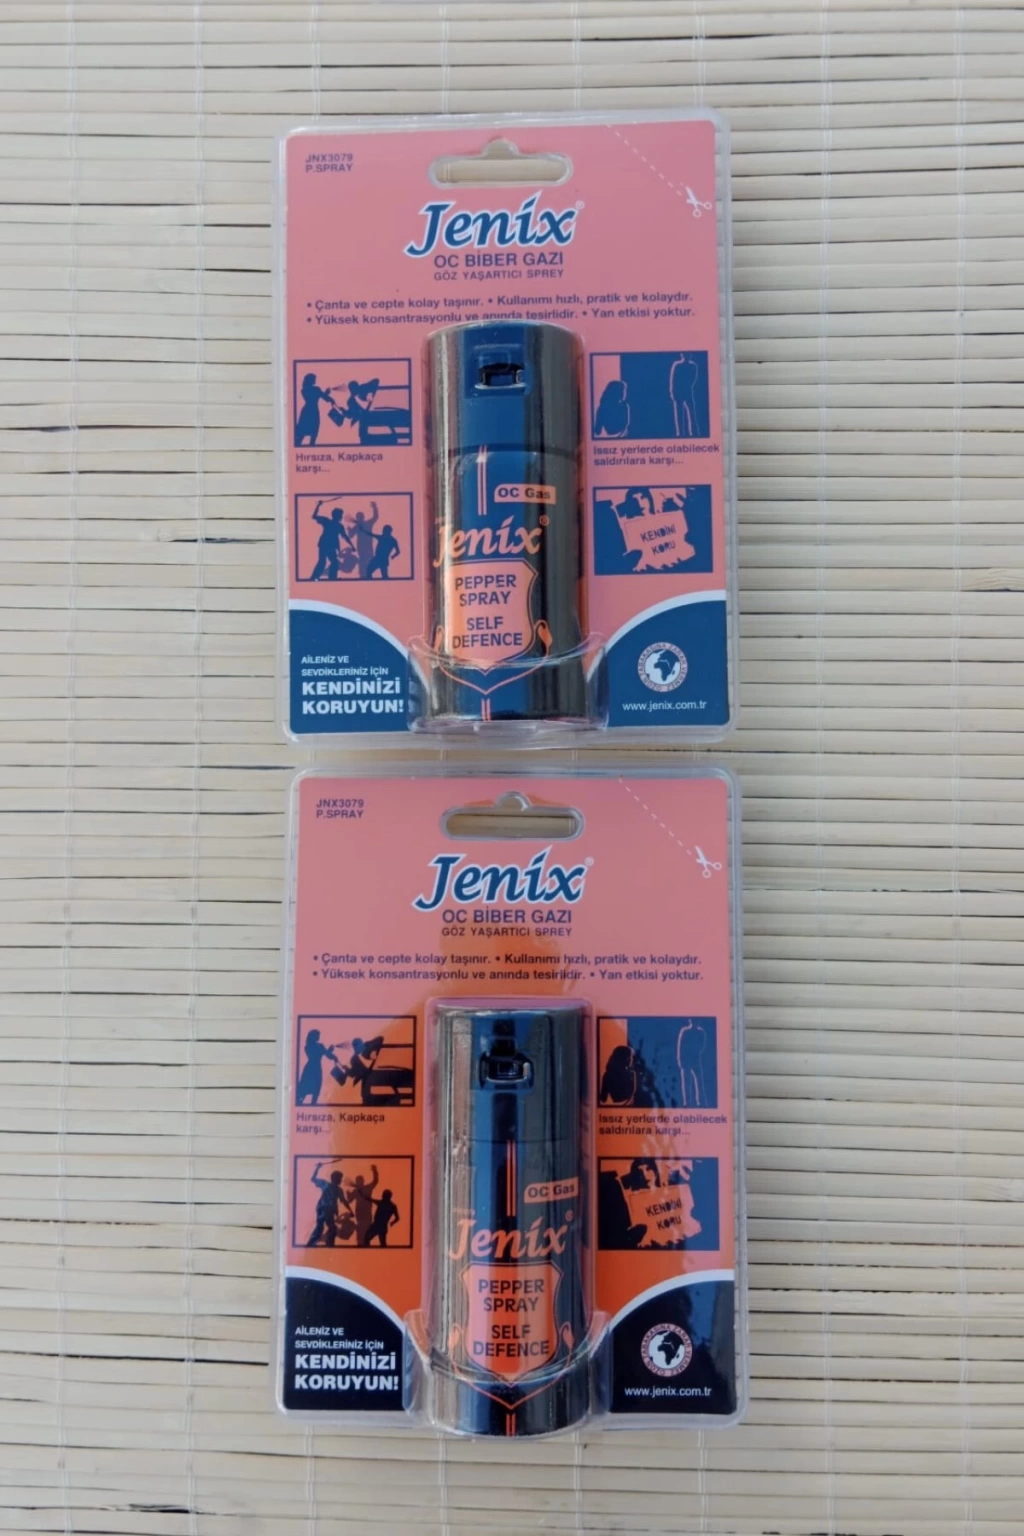 JNX3079
P.SPRAY
Jenix®
OC BİBER GAZI
GÖZ YAŞARTICI SPREY
• Çanta ve cepte kolay taşınır. • Kullanımı hızlı, pratik ve kolaydır.
• Yüksek konsantrasyonlu ve anında tesirlidir. • Yan etkisi yoktur.
Hırsıza, Kapkaça
karşı...
Issız yerlerde olabilecek
saldırılara karşı...
KENDİNİ
KORU
OC Gas
Jenix®
PEPPER
SPRAY
SELF
DEFENCE
AİLENİZ VE
SEVDİKLERİNİZ İÇİN
KENDİNİZİ
KORUYUN!
www.jenix.com.tr
JNX3079
P.SPRAY
Jenix®
OC BİBER GAZI
GÖZ YAŞARTICI SPREY
• Çanta ve cepte kolay taşınır. • Kullanımı hızlı, pratik ve kolaydır.
• Yüksek konsantrasyonlu ve anında tesirlidir. • Yan etkisi yoktur.
Hırsıza, Kapkaça
karşı...
Issız yerlerde olabilecek
saldırılara karşı...
KENDİNİ
KORU
OC Gas
Jenix®
PEPPER
SPRAY
SELF
DEFENCE
AİLENİZ VE
SEVDİKLERİNİZ İÇİN
KENDİNİZİ
KORUYUN!
www.jenix.com.tr